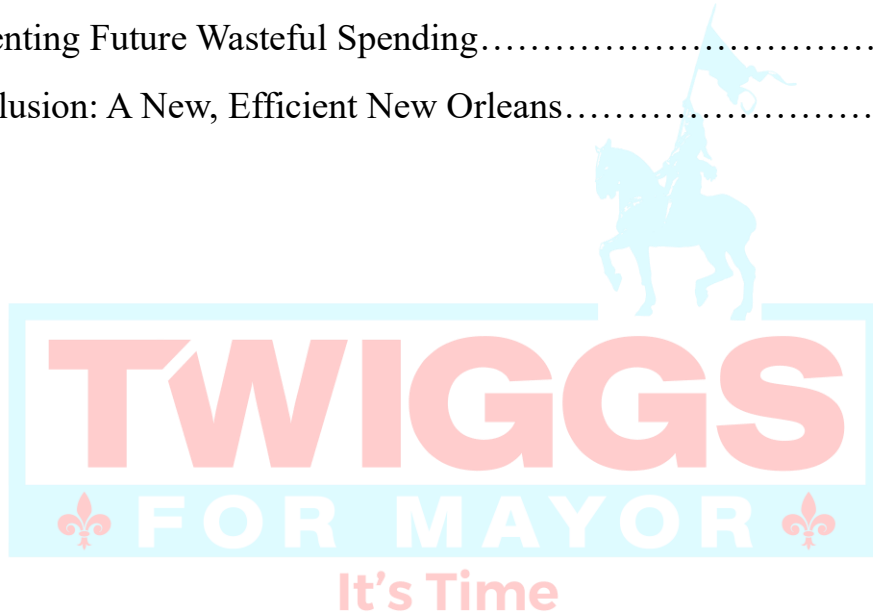 enting Future Wasteful Spending……………………………
lusion: A New, Efficient New Orleans………………………
TWIGGS
FOR MAYOR
It's Time